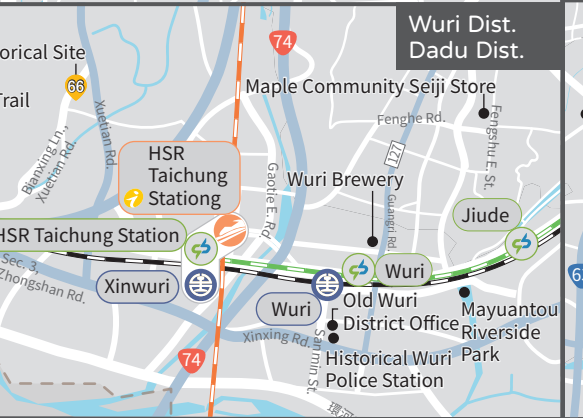 Wuri Dist.
Dadu Dist.
74
orical Site
66
Trail
Maple Community Seiji Store
Xuetian Rd.
Fenghe Rd.
Fengshu E. St.
Bianxing Ln.,
Xuetian Rd.
127
HSR
Taichung
Stationg
Gaotie E. Rd
Wuri Brewery
Guangri Rd.
Jiude
HSR Taichung Station
Wuri
Sec. 3,
Zhongshan Rd.
Xinwuri
Wuri
Old Wuri
District Office
Mayuantou
Riverside
Park
Xinxing Rd.
Sanmin St.
74
Historical Wuri
Police Station
環河